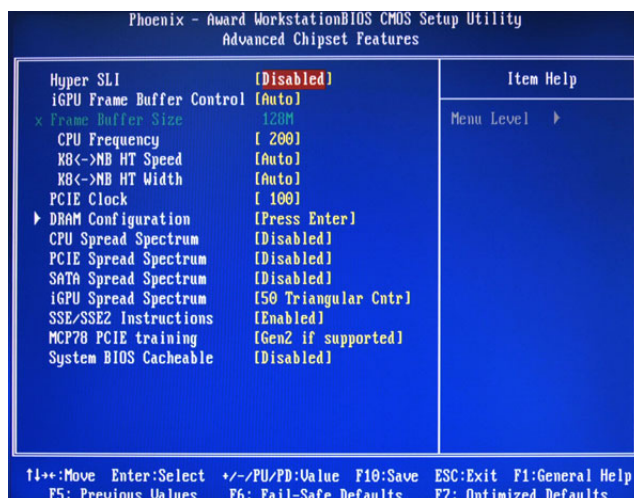 Phoenix - Award WorkstationBIOS CMOS Setup Utility
Advanced Chipset Features
Hyper SLI [Disabled]
iGPU Frame Buffer Control [Auto]
x Frame Buffer Size 128M
CPU Frequency [ 200]
K8<->NB HT Speed [Auto]
K8<->NB HT Width [Auto]
PCIE Clock [ 100]
DRAM Configuration [Press Enter]
CPU Spread Spectrum [Disabled]
PCIE Spread Spectrum [Disabled]
SATA Spread Spectrum [Disabled]
iGPU Spread Spectrum [50 Triangular Cntr]
SSE/SSE2 Instructions [Enabled]
MCP78 PCIE training [Gen2 if supported]
System BIOS Cacheable [Disabled]
Item Help
Menu Level
↑↓→←:Move Enter:Select +/-/PU/PD:Value F10:Save ESC:Exit F1:General Help
F5: Previous Values F6: Fail-Safe Defaults F7: Optimized Defaults